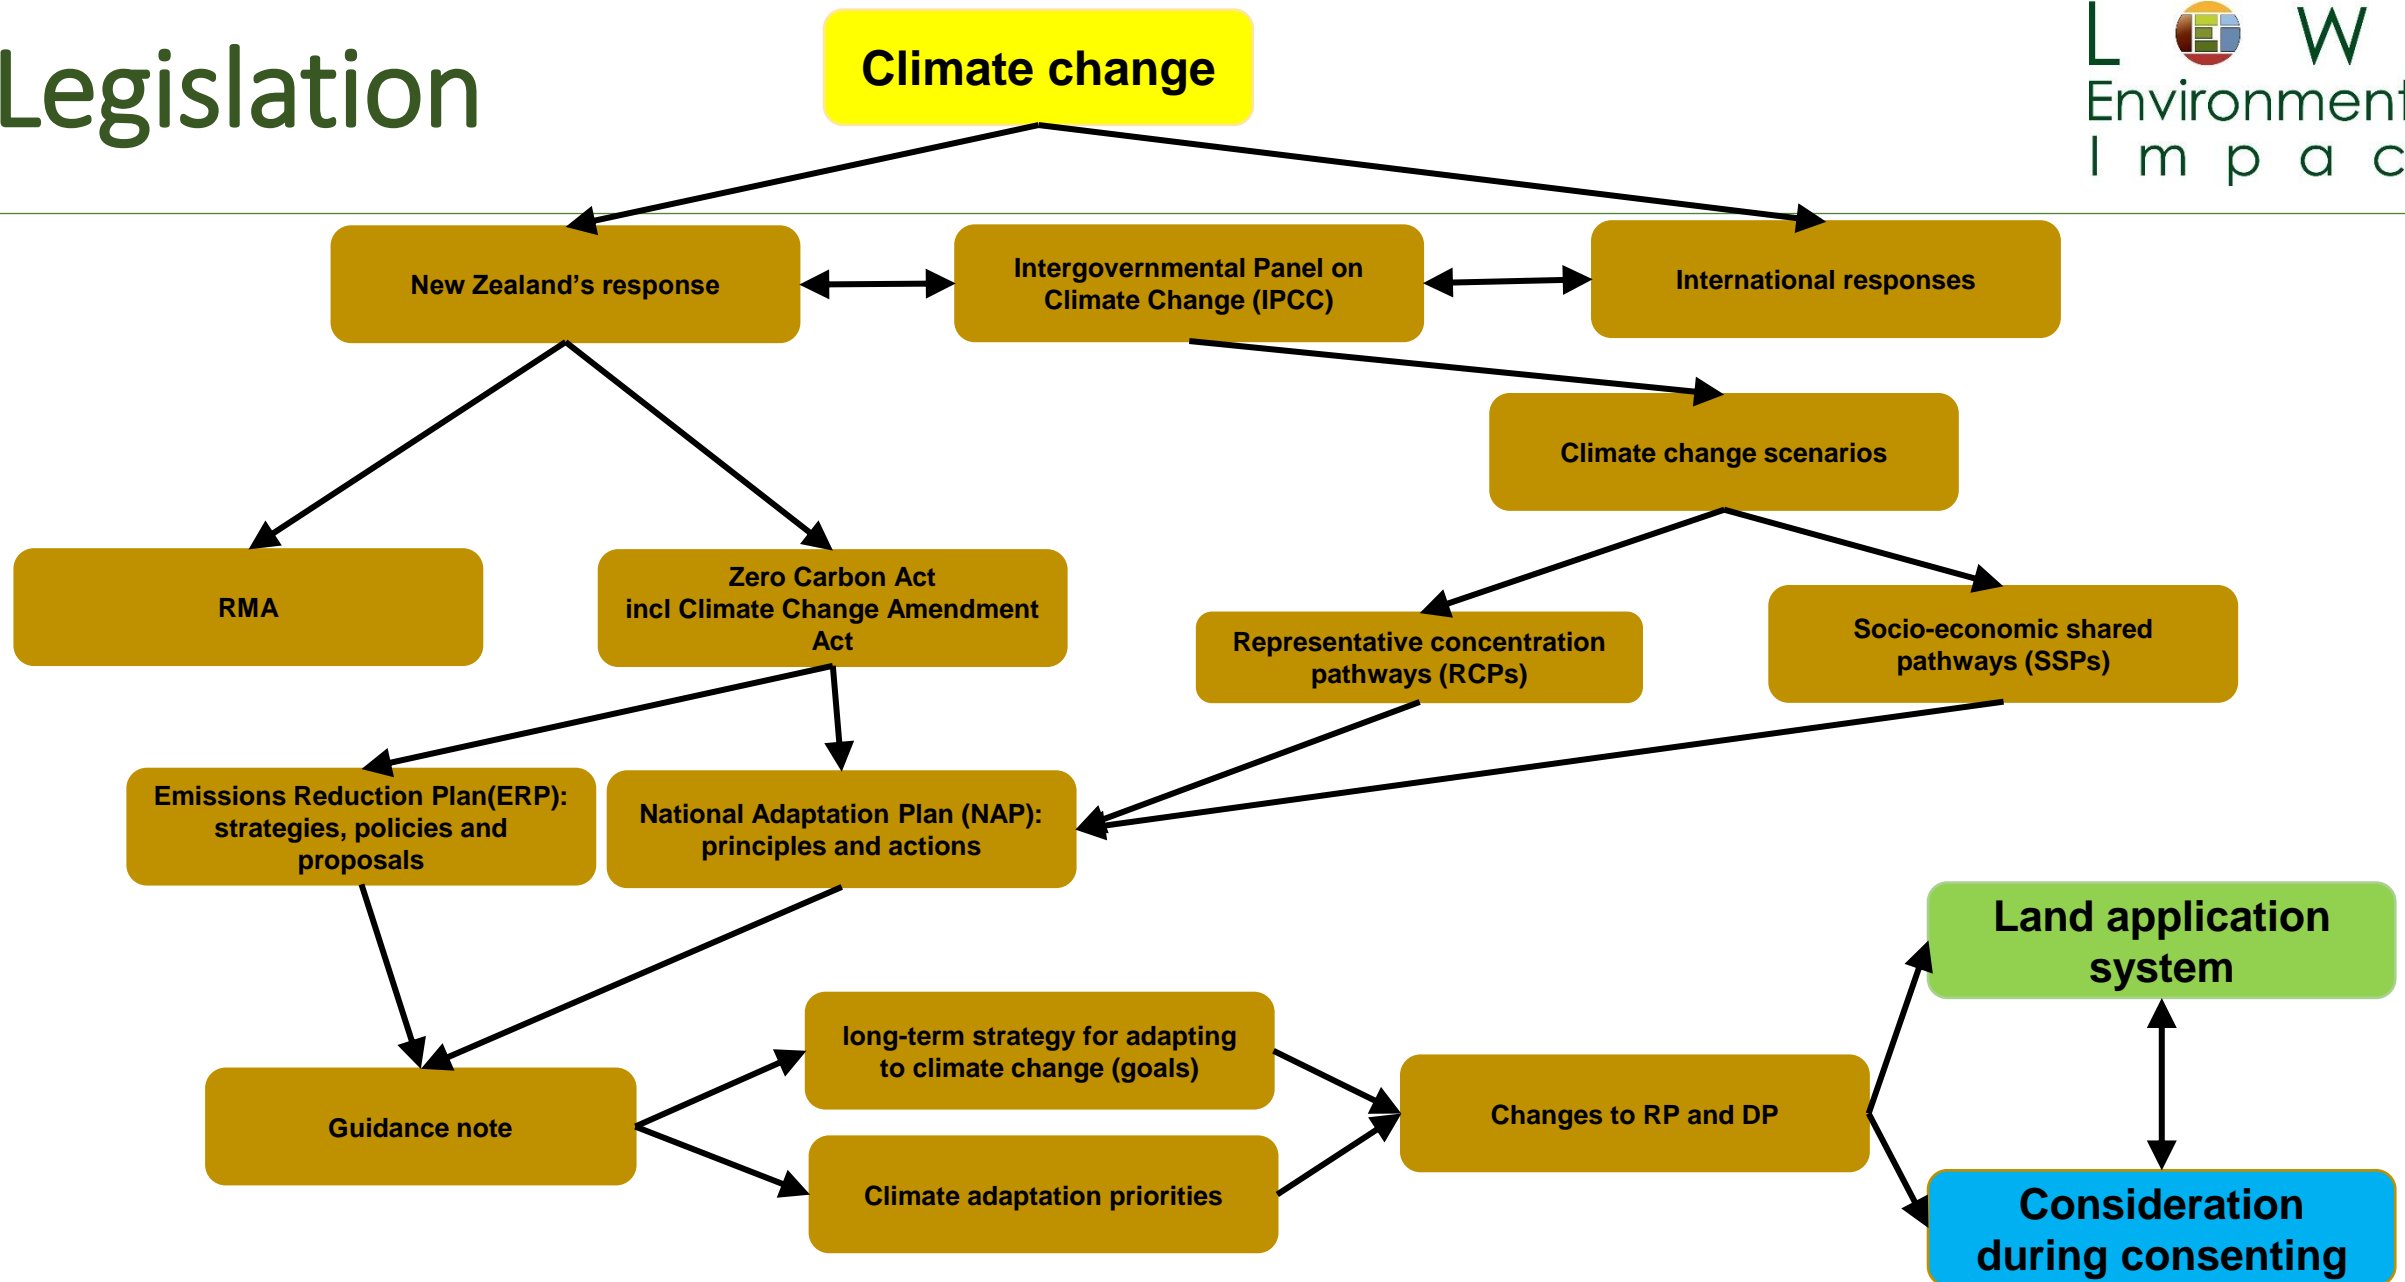 Legislation
Climate change
L W
Environment
I m p a c
New Zealand’s response
Intergovernmental Panel on
Climate Change (IPCC)
International responses
Climate change scenarios
RMA
Zero Carbon Act
incl Climate Change Amendment
Act
Representative concentration
pathways (RCPs)
Socio-economic shared
pathways (SSPs)
Emissions Reduction Plan(ERP):
strategies, policies and
proposals
National Adaptation Plan (NAP):
principles and actions
Land application
system
long-term strategy for adapting
to climate change (goals)
Changes to RP and DP
Guidance note
Climate adaptation priorities
Consideration
during consenting